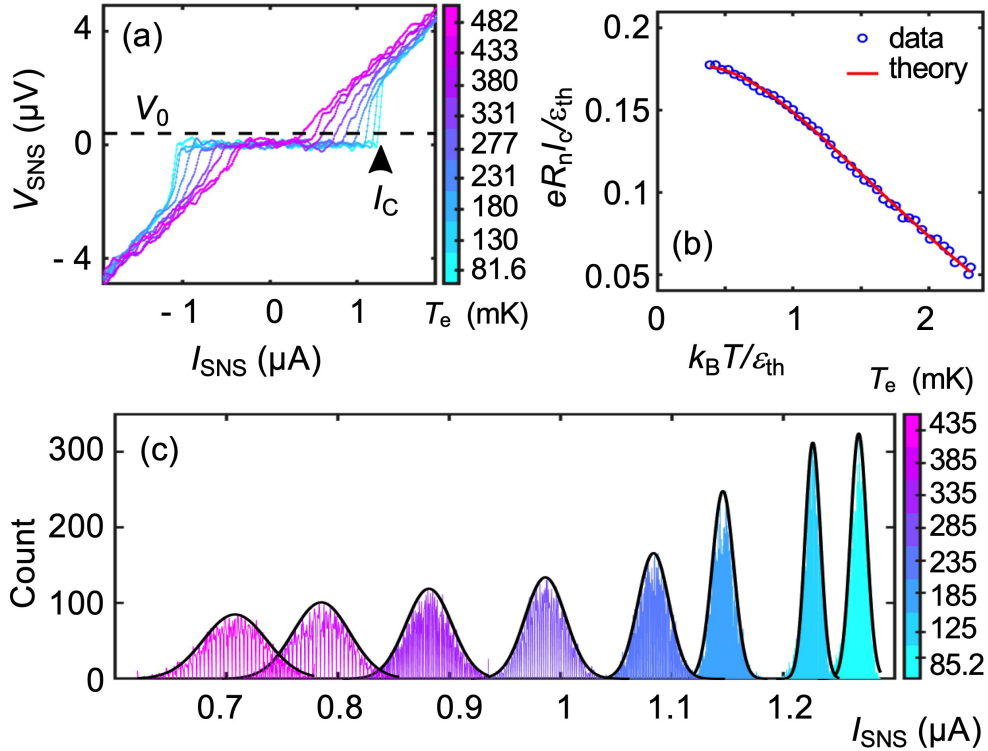 (a)
4
0
- 4
V_SNS (µV)
V₀
I_C
- 1
0
1
I_SNS (µA)
482
433
380
331
277
231
180
130
81.6
T_e (mK)
(b)
data
theory
0.2
0.15
0.1
0.05
eR_nI_c/ε_th
0
1
2
k_BT/ε_th
(c)
300
200
100
0
Count
0.7
0.8
0.9
1
1.1
1.2
I_SNS (µA)
T_e (mK)
435
385
335
285
235
185
125
85.2